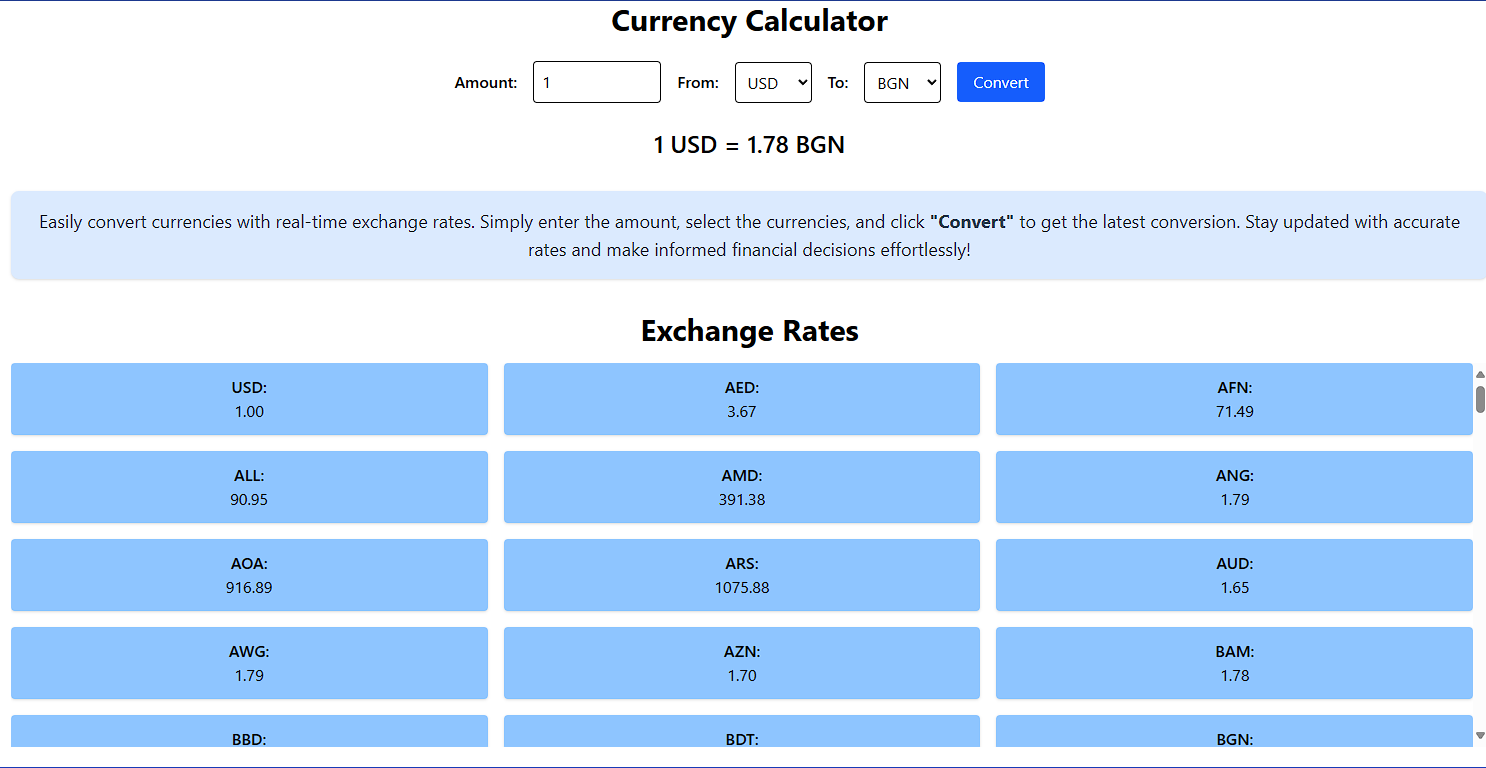 Currency Calculator
Amount: 1 From: USD To: BGN Convert
1 USD = 1.78 BGN
Easily convert currencies with real-time exchange rates. Simply enter the amount, select the currencies, and click "Convert" to get the latest conversion. Stay updated with accurate
rates and make informed financial decisions effortlessly!
Exchange Rates
USD: AED: AFN:
1.00 3.67 71.49
ALL: AMD: ANG:
90.95 391.38 1.79
AOA: ARS: AUD:
916.89 1075.88 1.65
AWG: AZN: BAM:
1.79 1.70 1.78
BBD: BDT: BGN: